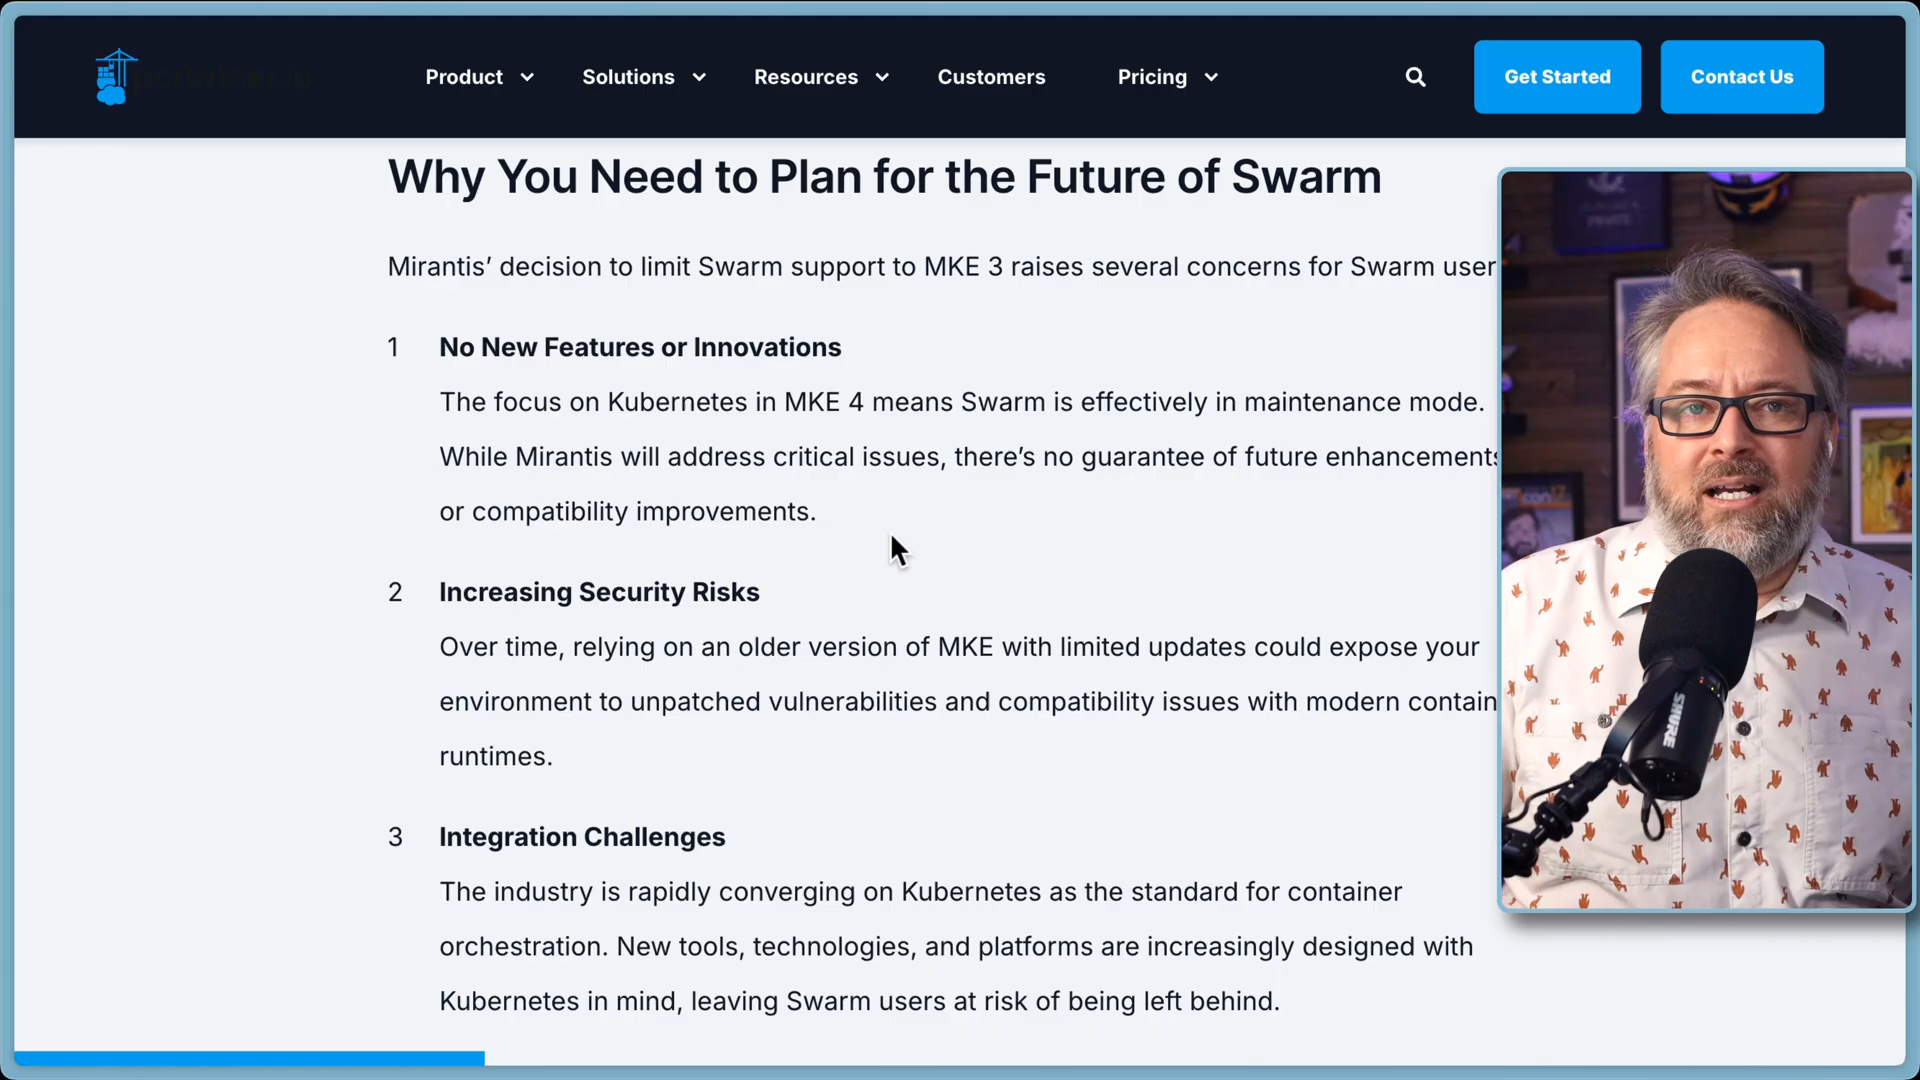 portainer.io
Product
Solutions
Resources
Customers
Pricing
Get Started
Contact Us
Why You Need to Plan for the Future of Swarm
Mirantis’ decision to limit Swarm support to MKE 3 raises several concerns for Swarm user
1 No New Features or Innovations
The focus on Kubernetes in MKE 4 means Swarm is effectively in maintenance mode.
While Mirantis will address critical issues, there’s no guarantee of future enhancements
or compatibility improvements.
2 Increasing Security Risks
Over time, relying on an older version of MKE with limited updates could expose your
environment to unpatched vulnerabilities and compatibility issues with modern contain
runtimes.
3 Integration Challenges
The industry is rapidly converging on Kubernetes as the standard for container
orchestration. New tools, technologies, and platforms are increasingly designed with
Kubernetes in mind, leaving Swarm users at risk of being left behind.
SHURE